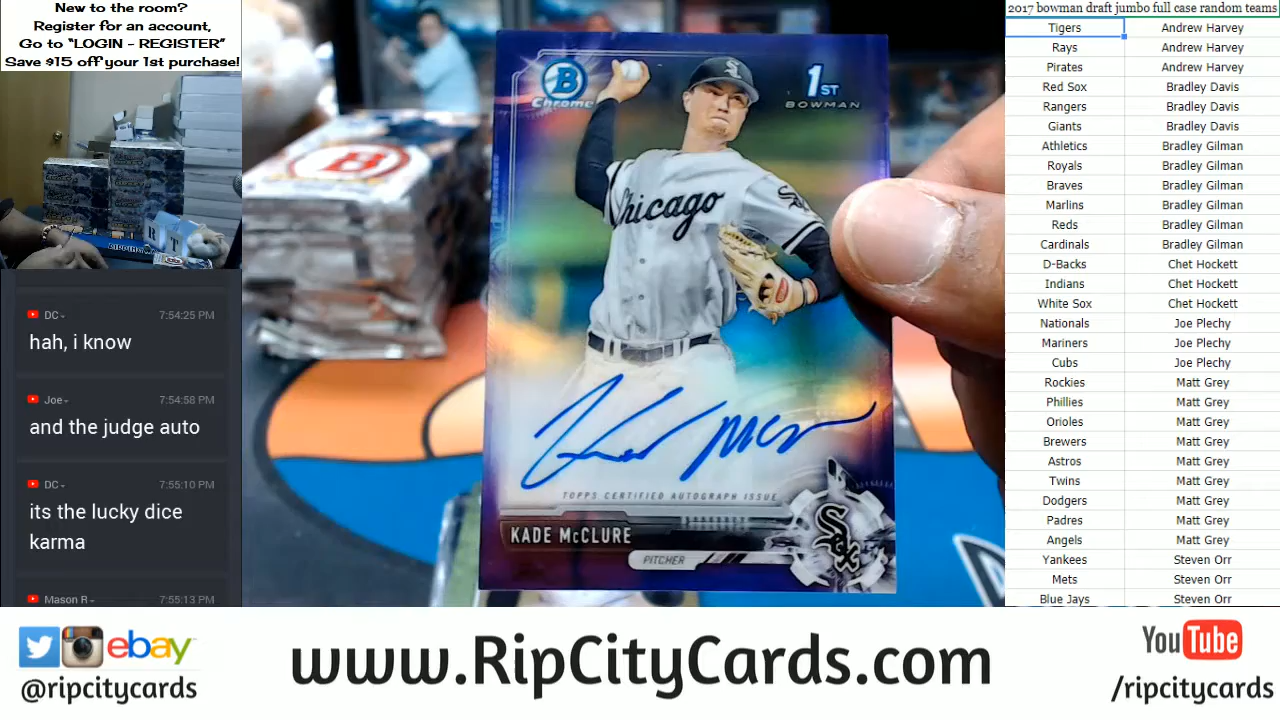 New to the room?
Register for an account,
Go to “LOGIN - REGISTER”
Save $15 off your 1st purchase!
DC
7:54:25 PM
hah, i know
Joe
7:54:58 PM
and the judge auto
DC
7:55:10 PM
its the lucky dice
karma
Mason R
7:55:13 PM
B
B
Chrome
1ST
BOWMAN
Chicago
Sox
TOPPS CERTIFIED AUTOGRAPH ISSUE
KADE McCLURE
PITCHER
Sox
2017 bowman draft jumbo full case random teams
Tigers Andrew Harvey
Rays Andrew Harvey
Pirates Andrew Harvey
Red Sox Bradley Davis
Rangers Bradley Davis
Giants Bradley Davis
Athletics Bradley Gilman
Royals Bradley Gilman
Braves Bradley Gilman
Marlins Bradley Gilman
Reds Bradley Gilman
Cardinals Bradley Gilman
D-Backs Chet Hockett
Indians Chet Hockett
White Sox Chet Hockett
Nationals Joe Plechy
Mariners Joe Plechy
Cubs Joe Plechy
Rockies Matt Grey
Phillies Matt Grey
Orioles Matt Grey
Brewers Matt Grey
Astros Matt Grey
Twins Matt Grey
Dodgers Matt Grey
Padres Matt Grey
Angels Matt Grey
Yankees Steven Orr
Mets Steven Orr
Blue Jays Steven Orr
ebay
@ripcitycards
www.RipCityCards.com
YouTube
/ripcitycards